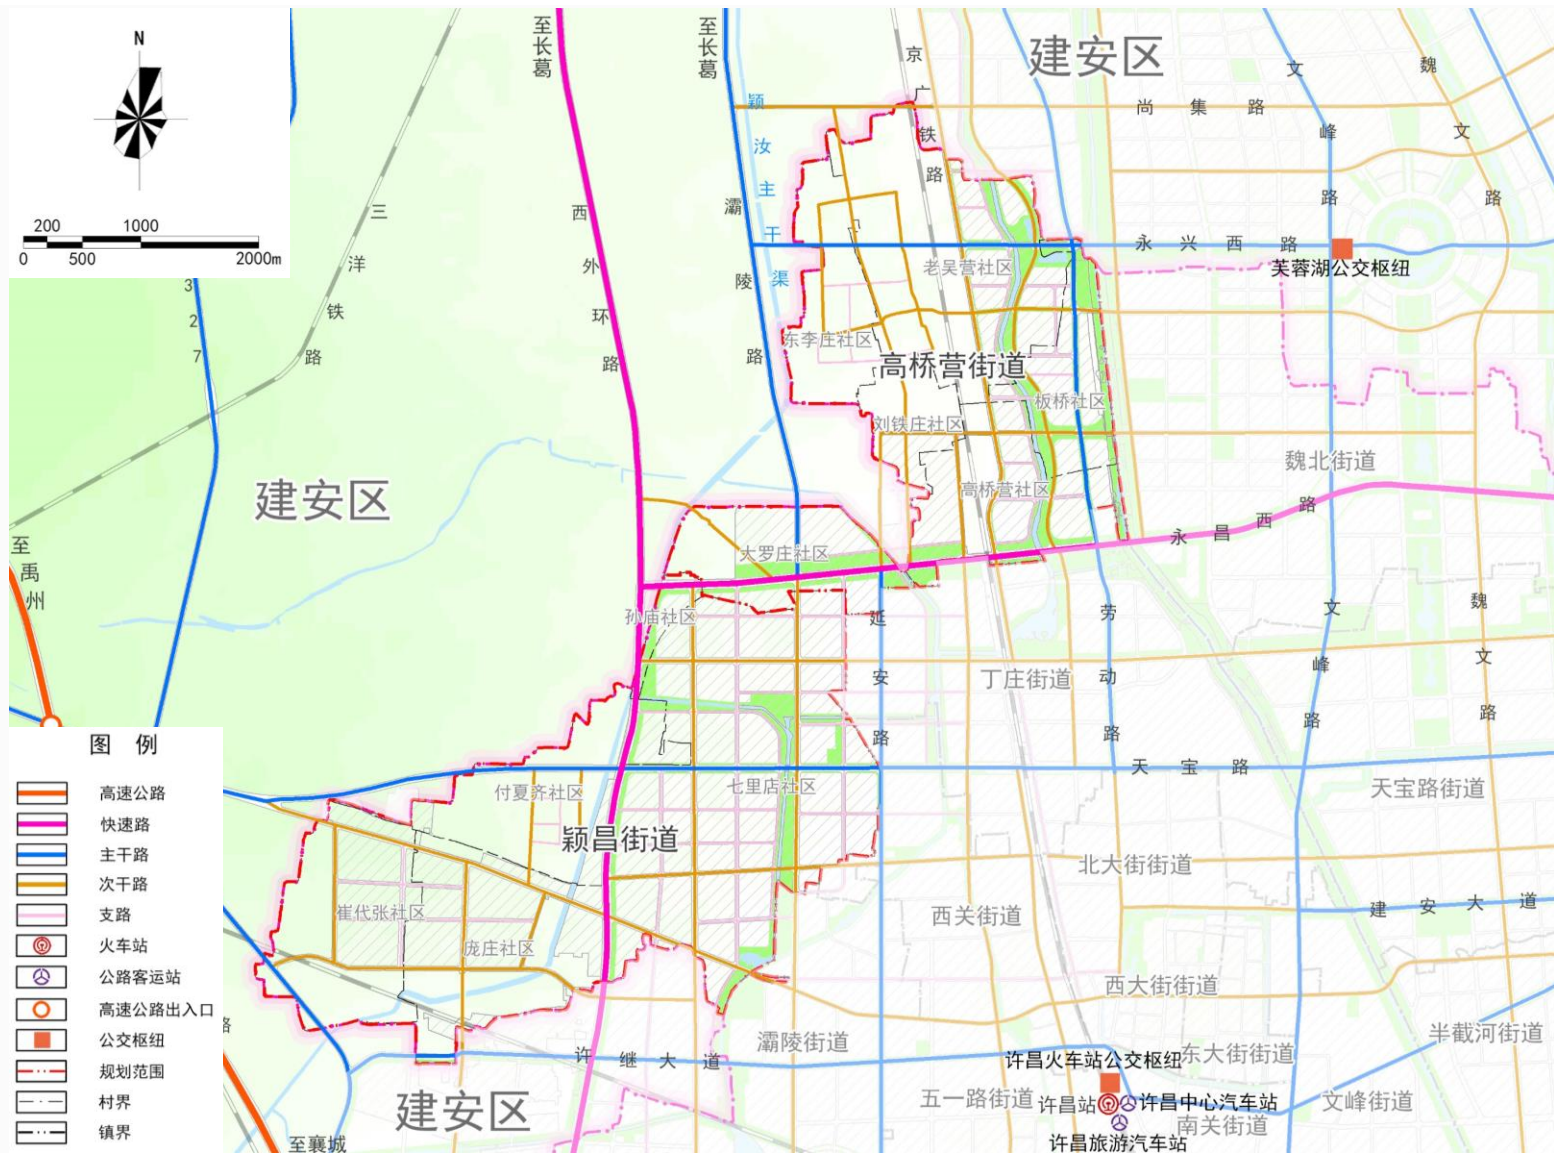 N
200 1000
0 500 2000m
至长葛
至长葛
建安区
京广铁路
颍汝主干渠
灞陵路
三洋铁路
西外环路
尚集路
文峰路
魏文路
永兴西路
芙蓉湖公交枢纽
老吴营社区
东李庄社区
高桥营街道
板桥社区
刘铁庄社区
高桥营社区
327
建安区
魏北街道
永昌西路
大罗庄社区
至禹州
孙庙社区
延安路
劳动路
文峰路
魏文路
丁庄街道
天宝路
天宝路街道
付夏齐社区
七里店社区
颍昌街道
北大街街道
崔代张社区
庞庄社区
西关街道
建安大道
西大街街道
半截河街道
灞陵街道
许继大道
东大街街道
许昌火车站公交枢纽
五一路街道
许昌站
许昌中心汽车站
文峰街道
南关街道
许昌旅游汽车站
建安区
至襄城
路
图例
高速公路
快速路
主干路
次干路
支路
火车站
公路客运站
高速公路出入口
公交枢纽
规划范围
村界
镇界